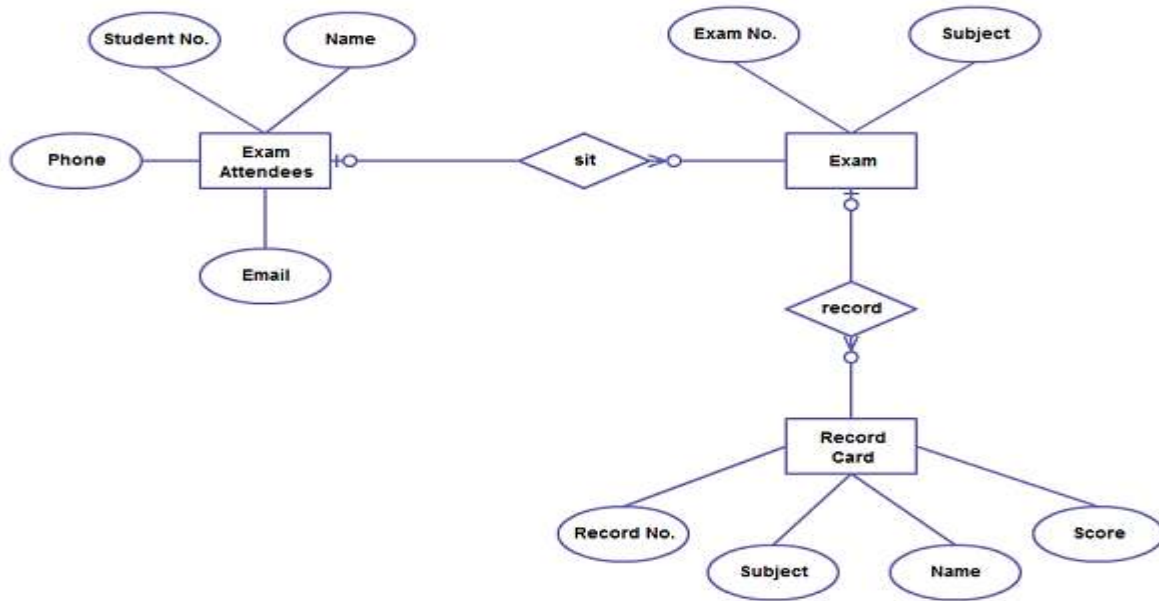 Student No.
Name
Exam No.
Subject
Phone
Exam
Attendees
sit
Exam
Email
record
Record
Card
Record No.
Score
Subject
Name